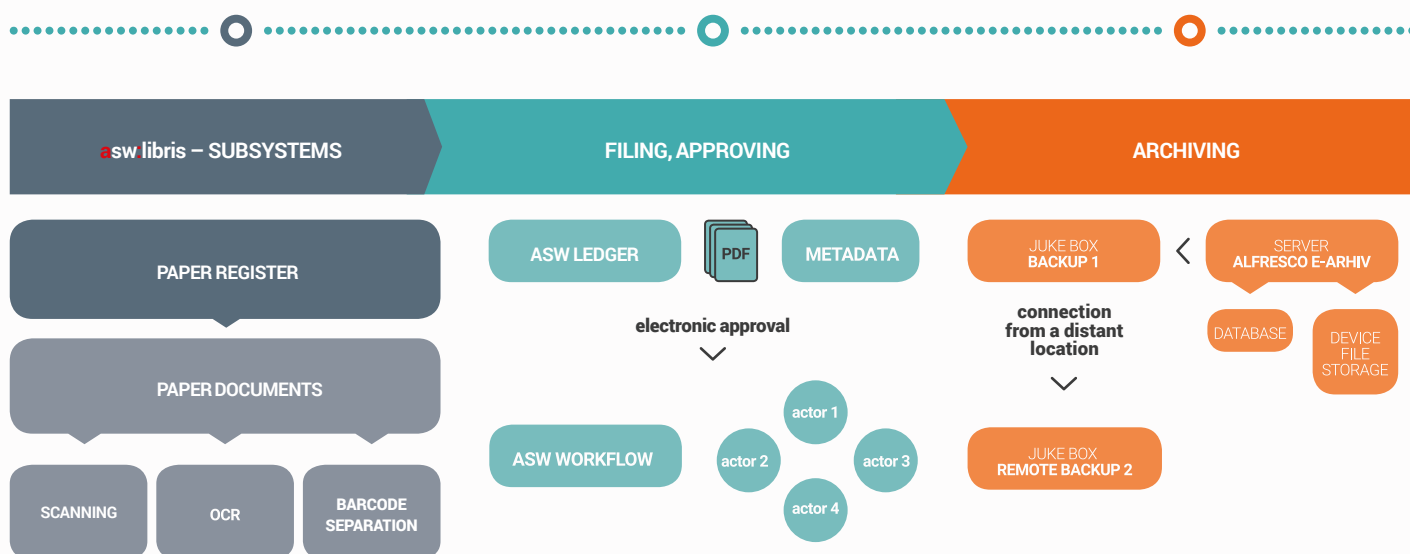 asw:libris – SUBSYSTEMS
FILING, APPROVING
ARCHIVING
PAPER REGISTER
PAPER DOCUMENTS
SCANNING
OCR
BARCODE
SEPARATION
ASW LEDGER
PDF
METADATA
electronic approval
ASW WORKFLOW
actor 1
actor 2
actor 3
actor 4
JUKE BOX
BACKUP 1
SERVER
ALFRESCO E-ARHIV
connection
from a distant
location
DATABASE
DEVICE
FILE
STORAGE
JUKE BOX
REMOTE BACKUP 2